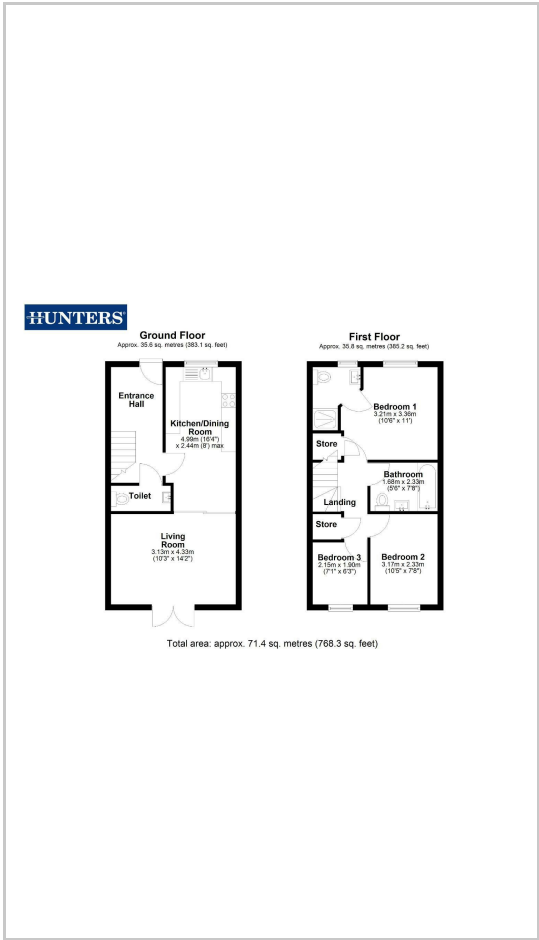 HUNTERS®
Ground Floor
Approx. 35.6 sq. metres (383.1 sq. feet)
Entrance
Hall
Kitchen/Dining
Room
4.99m (16'4")
x 2.44m (8') max
Toilet
Living
Room
3.13m x 4.33m
(10'3" x 14'2")
First Floor
Approx. 35.8 sq. metres (385.2 sq. feet)
Bedroom 1
3.21m x 3.36m
(10'6" x 11')
Store
Bathroom
1.68m x 2.33m
(5'6" x 7'8")
Landing
Store
Bedroom 3
2.15m x 1.90m
(7'1" x 6'3")
Bedroom 2
3.17m x 2.33m
(10'5" x 7'8")
Total area: approx. 71.4 sq. metres (768.3 sq. feet)